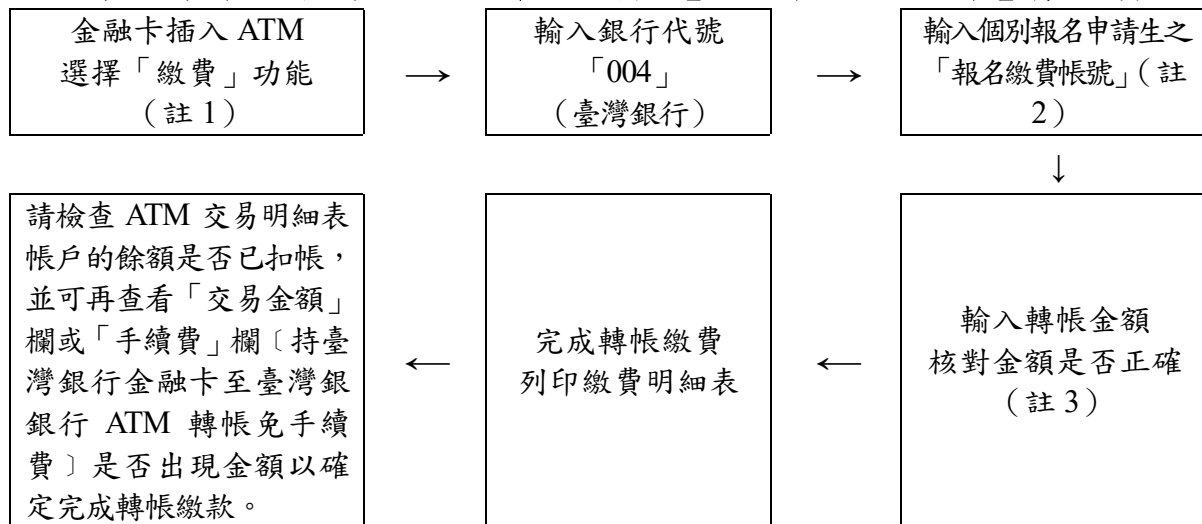 金融卡插入 ATM
選擇「繳費」功能
（註 1）
→
輸入銀行代號
「004」
（臺灣銀行）
→
輸入個別報名申請生之
「報名繳費帳號」（註
2）
↓
輸入轉帳金額
核對金額是否正確
（註 3）
←
完成轉帳繳費
列印繳費明細表
←
請檢查 ATM 交易明細表
帳戶的餘額是否已扣帳，
並可再查看「交易金額」
欄或「手續費」欄〔持臺
灣銀行金融卡至臺灣銀
銀行 ATM 轉帳免手續
費〕是否出現金額以確
定完成轉帳繳款。